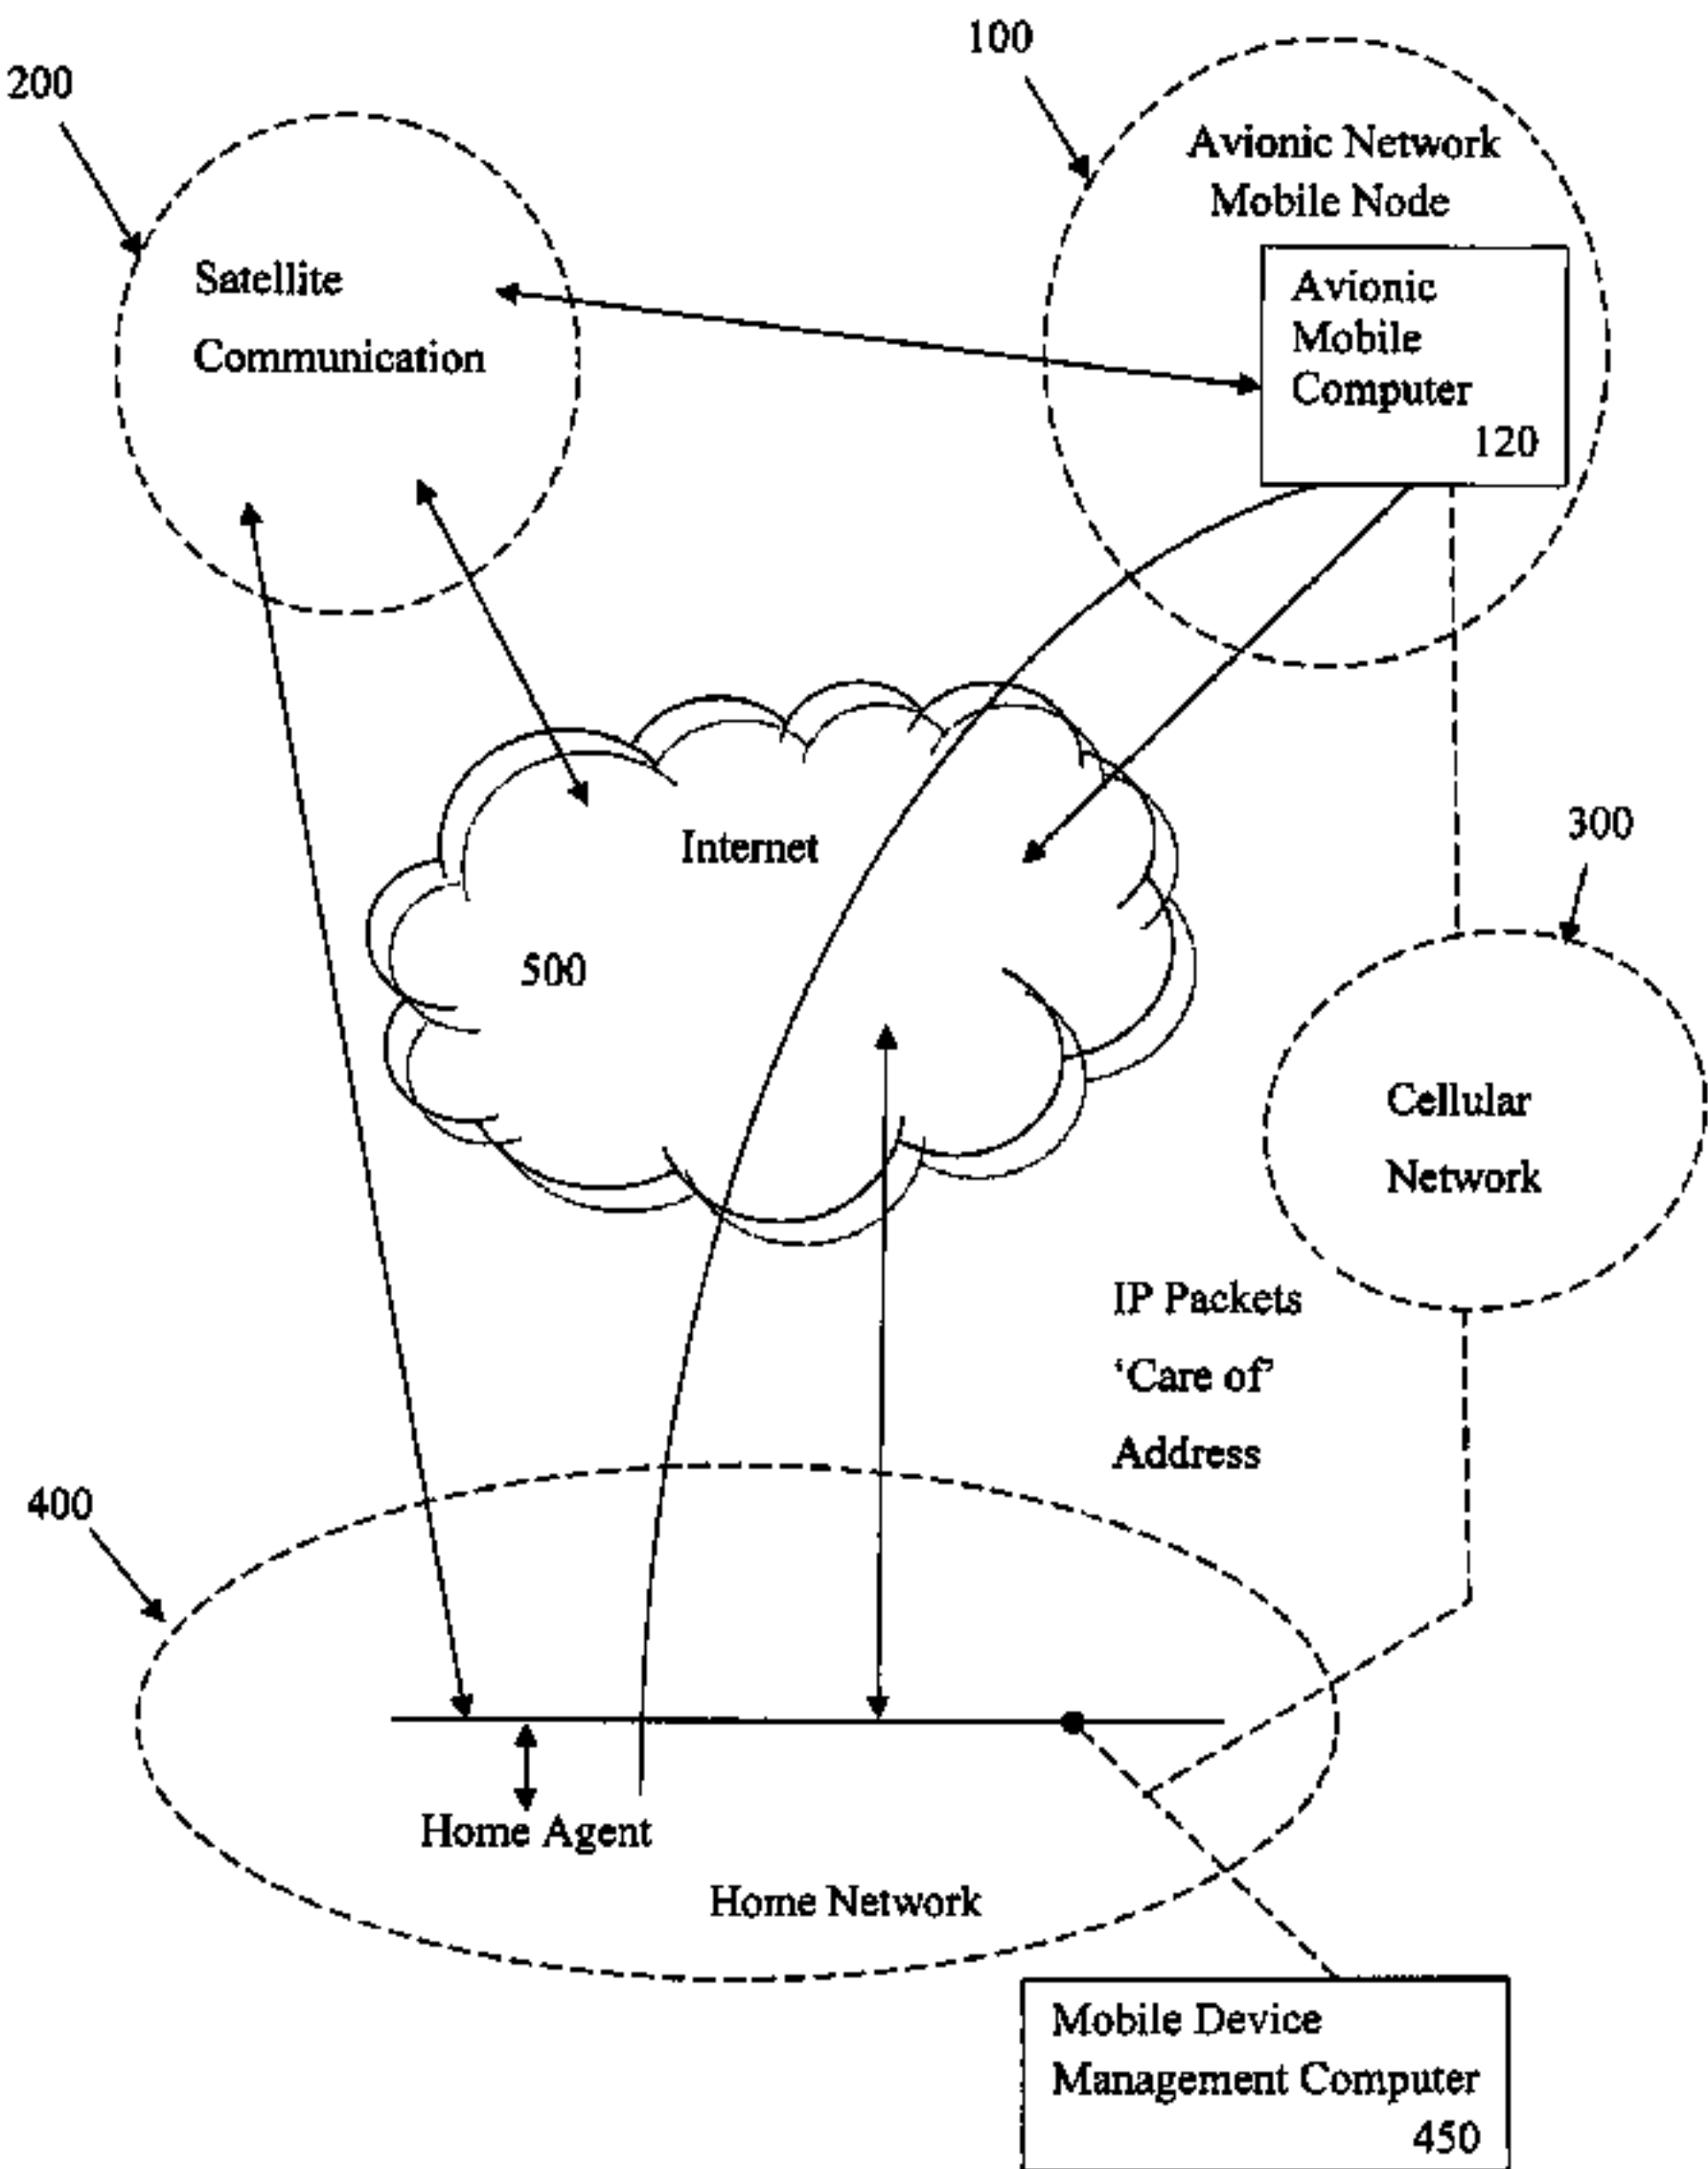 100
200
Avionic Network
Mobile Node
Satellite
Communication
Avionic
Mobile
Computer
120
Internet
300
500
Cellular
Network
IP Packets
‘Care of’
Address
400
Home Agent
Home Network
Mobile Device
Management Computer
450